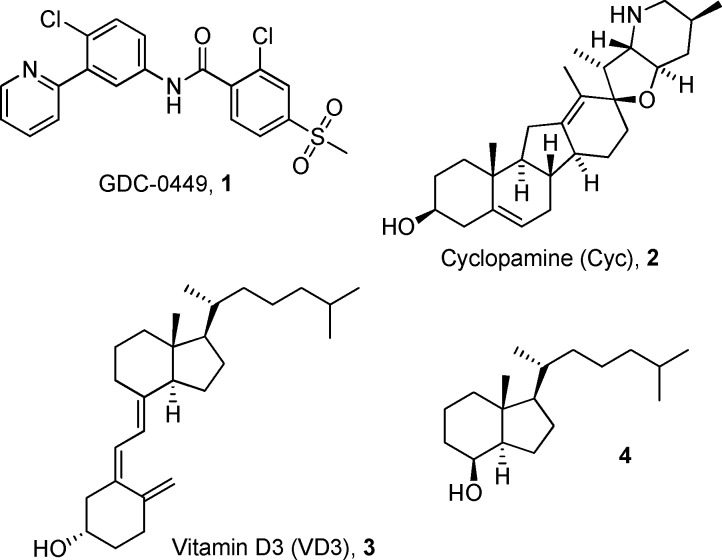 Cl
O
Cl
N
N
H
S
O
O
GDC-0449, 1
HN
H
H
O
H
H
H
HO
Cyclopamine (Cyc), 2
H
HO
Vitamin D3 (VD3), 3
H
HO
4